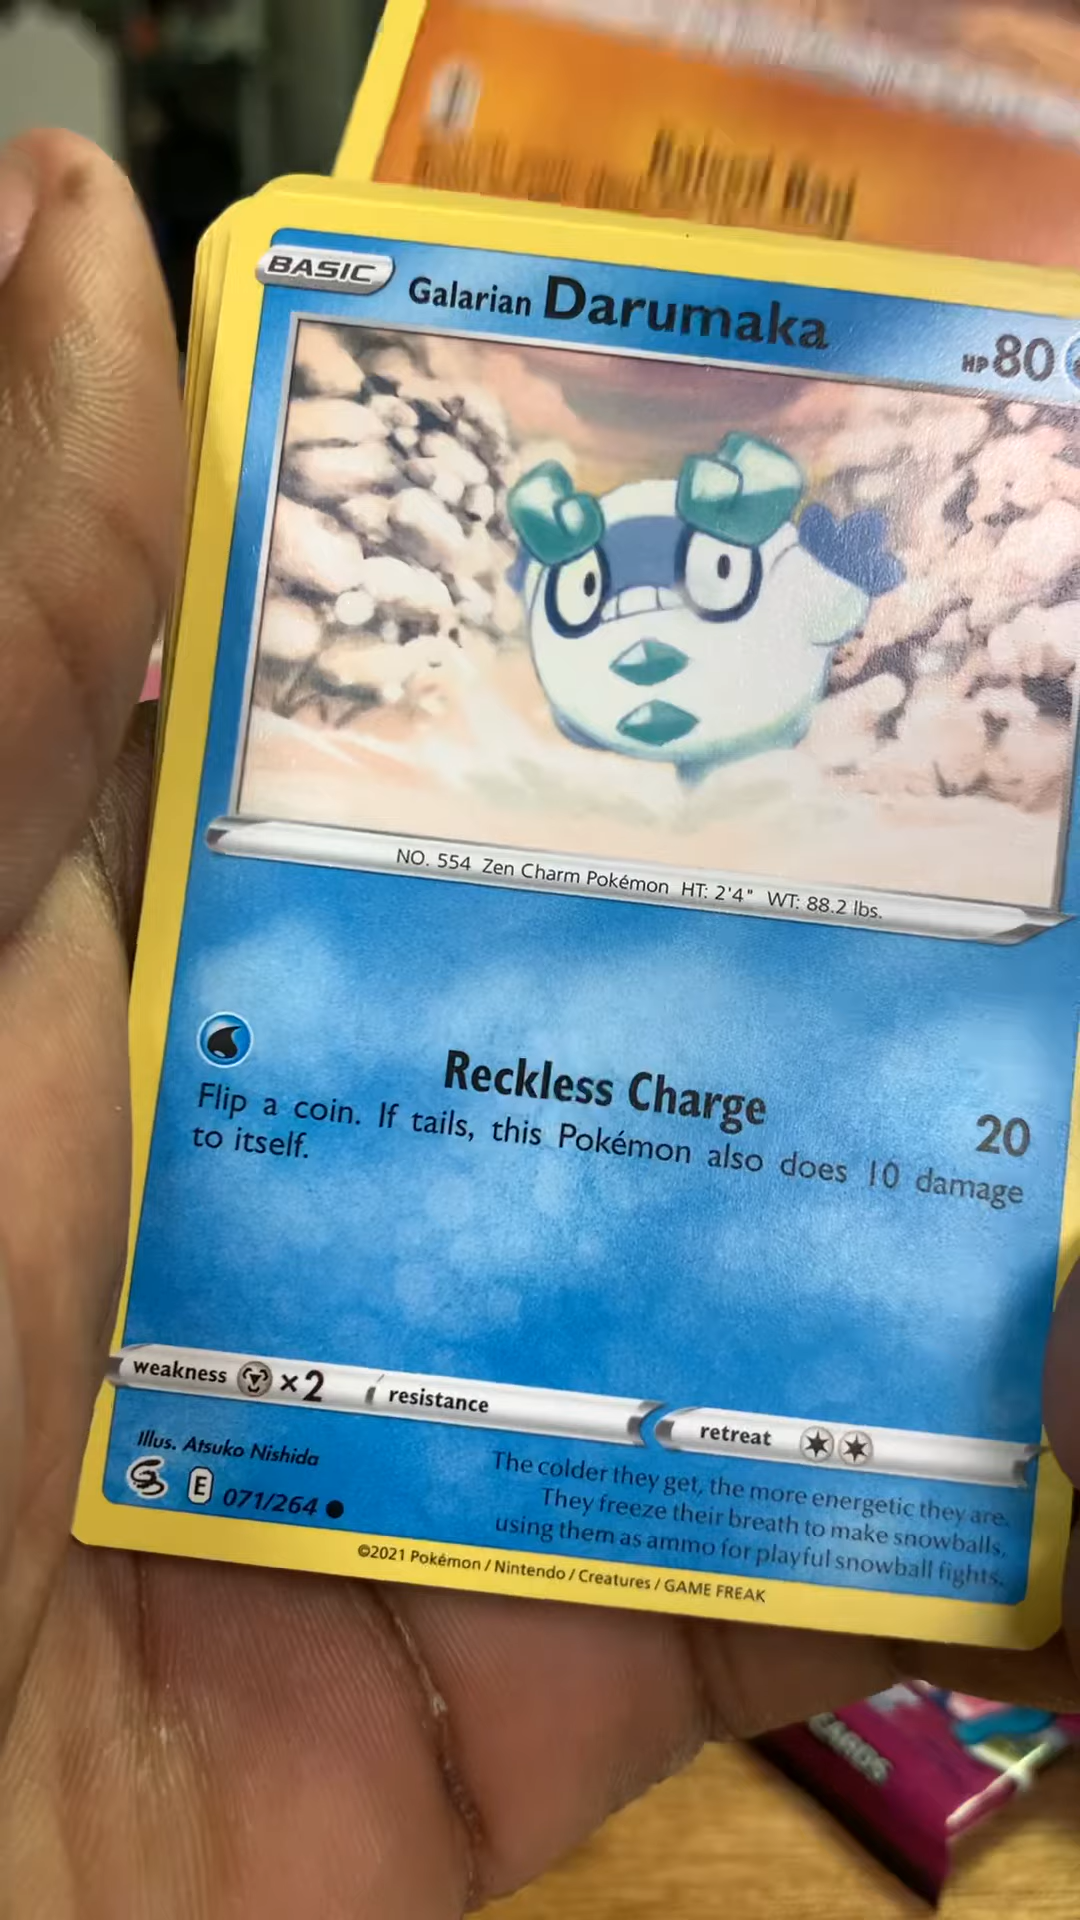 BASIC
Galarian Darumaka
HP 80
NO. 554 Zen Charm Pokémon HT: 2'4" WT: 88.2 lbs.
Reckless Charge 20
Flip a coin. If tails, this Pokémon also does 10 damage
to itself.
weakness ×2 resistance
retreat
Illus. Atsuko Nishida
E 071/264
The colder they get, the more energetic they are.
They freeze their breath to make snowballs,
using them as ammo for playful snowball fights.
©2021 Pokémon / Nintendo / Creatures / GAME FREAK
CARDS